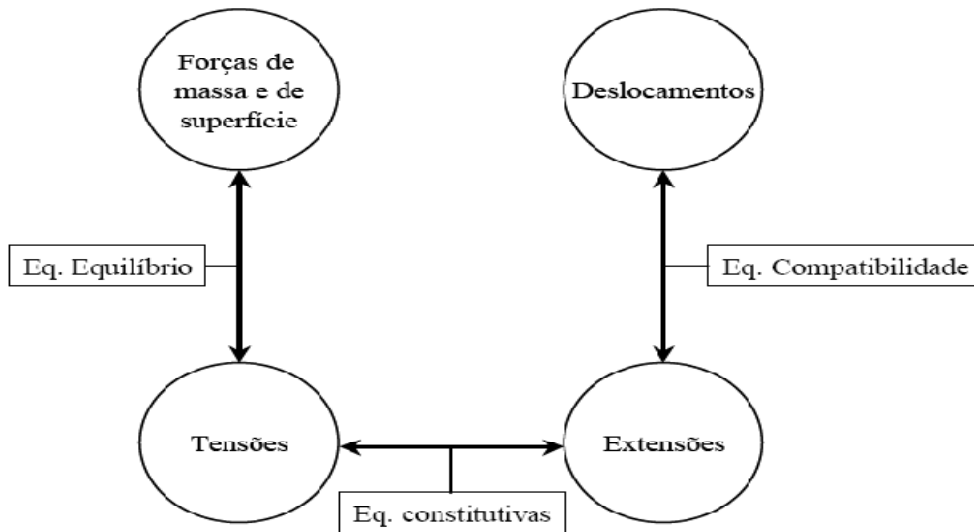 Forças de
massa e de
superfície
Deslocamentos
Eq. Equilíbrio
Eq. Compatibilidade
Tensões
Extensões
Eq. constitutivas